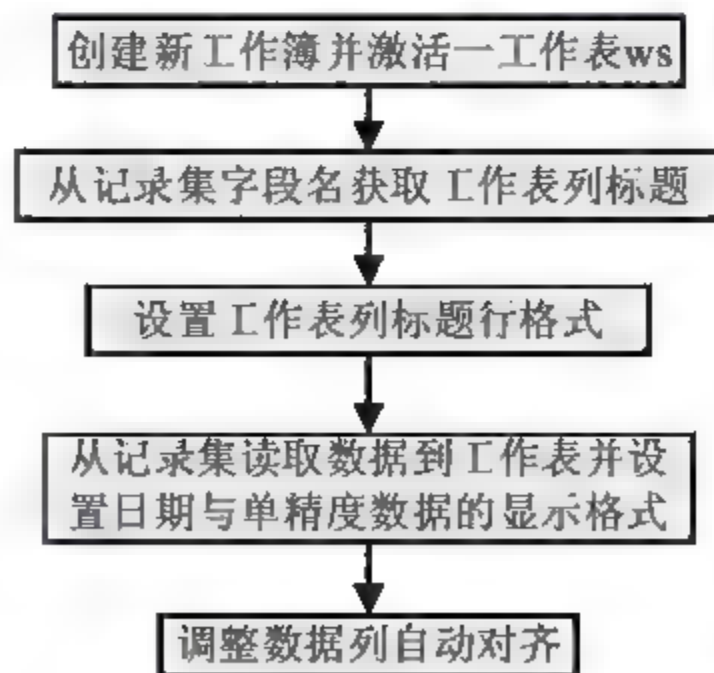 创建新工作簿并激活一工作表ws
从记录集字段名获取工作表列标题
设置工作表列标题行格式
从记录集读取数据到工作表并设
置日期与单精度数据的显示格式
调整数据列自动对齐